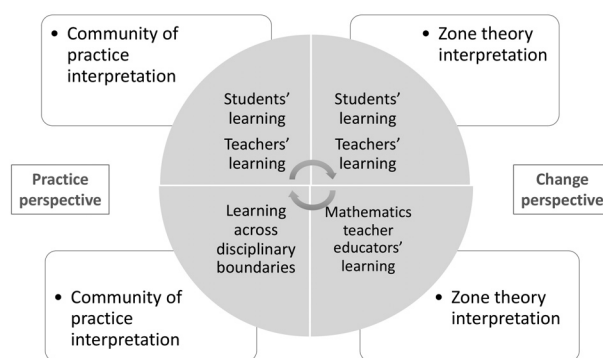 • Community of
practice
interpretation
• Zone theory
interpretation
Students’
learning
Teachers’
learning
Students’
learning
Teachers’
learning
Practice
perspective
Change
perspective
Learning
across
disciplinary
boundaries
Mathematics
teacher
educators’
learning
• Community of
practice
interpretation
• Zone theory
interpretation